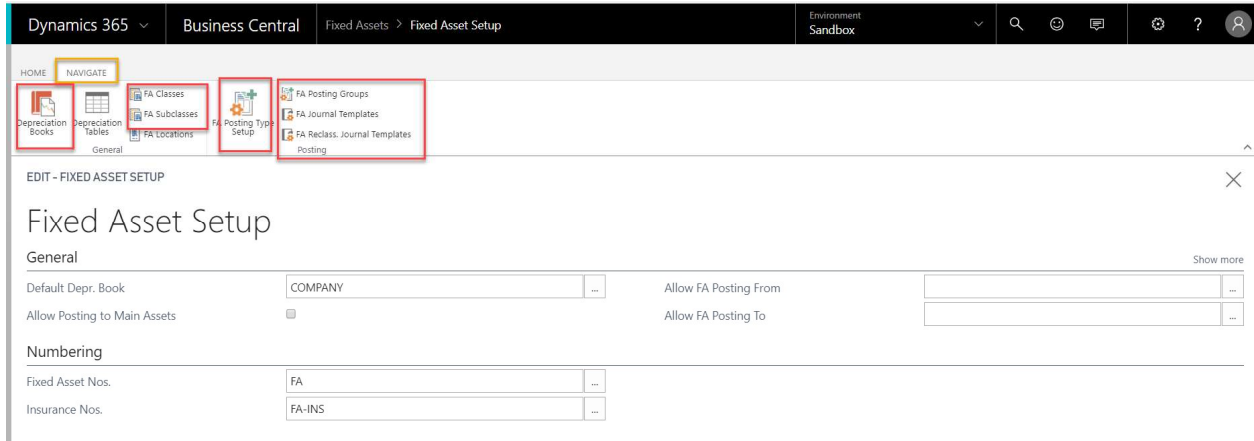 Dynamics 365 Business Central Fixed Assets > Fixed Asset Setup Environment
Sandbox ?
HOME NAVIGATE
Depreciation Books
Depreciation Tables
FA Classes
FA Subclasses
FA Locations
General
FA Posting Type Setup
FA Posting Groups
FA Journal Templates
FA Reclass. Journal Templates
Posting
EDIT - FIXED ASSET SETUP
Fixed Asset Setup
General Show more
Default Depr. Book COMPANY ... Allow FA Posting From ...
Allow Posting to Main Assets Allow FA Posting To ...
Numbering
Fixed Asset Nos. FA ...
Insurance Nos. FA-INS ...